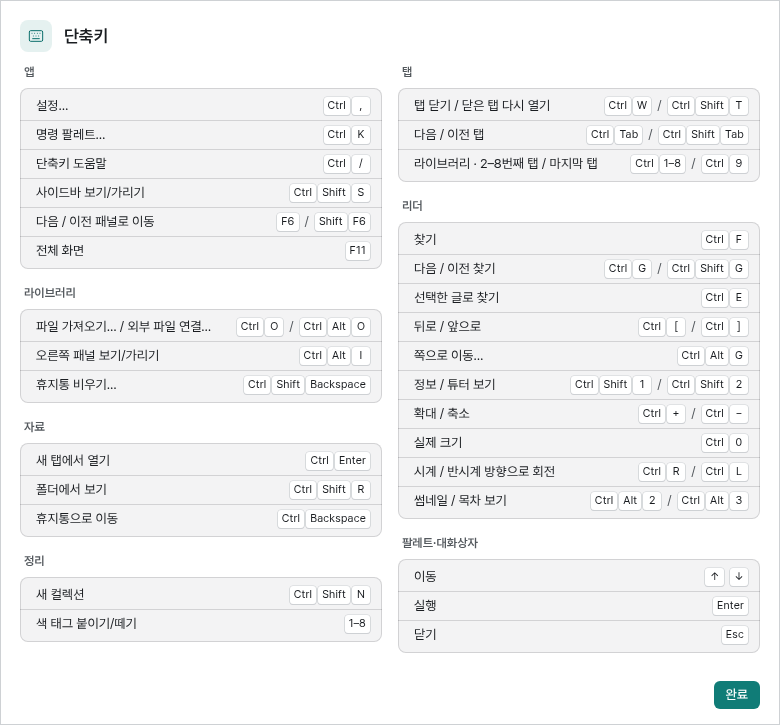 단축키
앱
설정... Ctrl ,
명령 팔레트... Ctrl K
단축키 도움말 Ctrl /
사이드바 보기/가리기 Ctrl Shift S
다음 / 이전 패널로 이동 F6 / Shift F6
전체 화면 F11
라이브러리
파일 가져오기... / 외부 파일 연결... Ctrl O / Ctrl Alt O
오른쪽 패널 보기/가리기 Ctrl Alt I
휴지통 비우기... Ctrl Shift Backspace
자료
새 탭에서 열기 Ctrl Enter
폴더에서 보기 Ctrl Shift R
휴지통으로 이동 Ctrl Backspace
정리
새 컬렉션 Ctrl Shift N
색 태그 붙이기/떼기 1–8
탭
탭 닫기 / 닫은 탭 다시 열기 Ctrl W / Ctrl Shift T
다음 / 이전 탭 Ctrl Tab / Ctrl Shift Tab
라이브러리 · 2–8번째 탭 / 마지막 탭 Ctrl 1–8 / Ctrl 9
리더
찾기 Ctrl F
다음 / 이전 찾기 Ctrl G / Ctrl Shift G
선택한 글로 찾기 Ctrl E
뒤로 / 앞으로 Ctrl [ / Ctrl ]
쪽으로 이동... Ctrl Alt G
정보 / 튜터 보기 Ctrl Shift 1 / Ctrl Shift 2
확대 / 축소 Ctrl + / Ctrl −
실제 크기 Ctrl 0
시계 / 반시계 방향으로 회전 Ctrl R / Ctrl L
썸네일 / 목차 보기 Ctrl Alt 2 / Ctrl Alt 3
팔레트·대화상자
이동 ↑ ↓
실행 Enter
닫기 Esc
완료